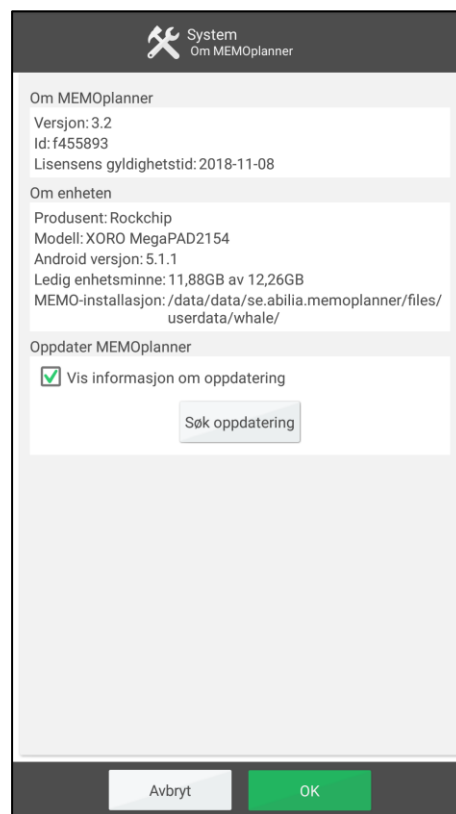 System
Om MEMOplanner
Om MEMOplanner
Versjon: 3.2
Id: f455893
Lisensens gyldighetstid: 2018-11-08
Om enheten
Produsent: Rockchip
Modell: XORO MegaPAD2154
Android versjon: 5.1.1
Ledig enhetsminne: 11,88GB av 12,26GB
MEMO-installasjon: /data/data/se.abilia.memoplanner/files/
userdata/whale/
Oppdater MEMOplanner
Vis informasjon om oppdatering
Søk oppdatering
Avbryt
OK